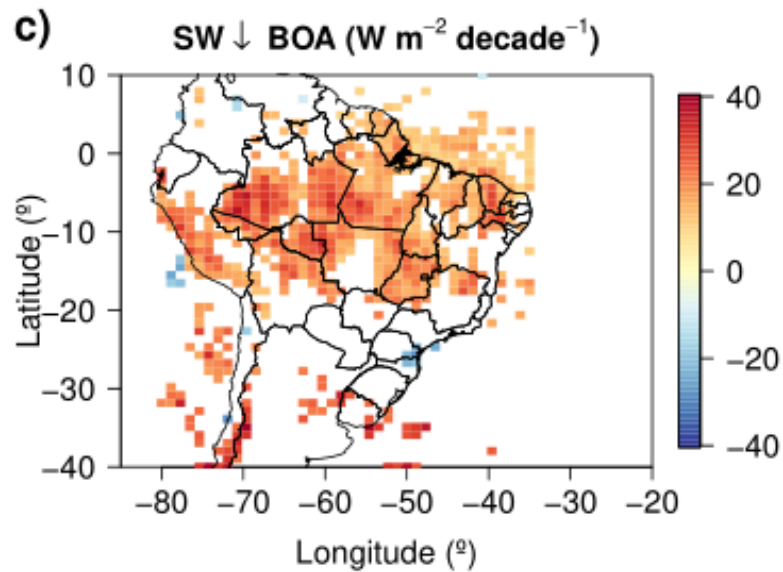 c)
SW ↓ BOA (W m⁻² decade⁻¹)
10
0
−10
−20
−30
−40
Latitude (º)
−80 −70 −60 −50 −40 −30 −20
Longitude (º)
40
20
0
−20
−40